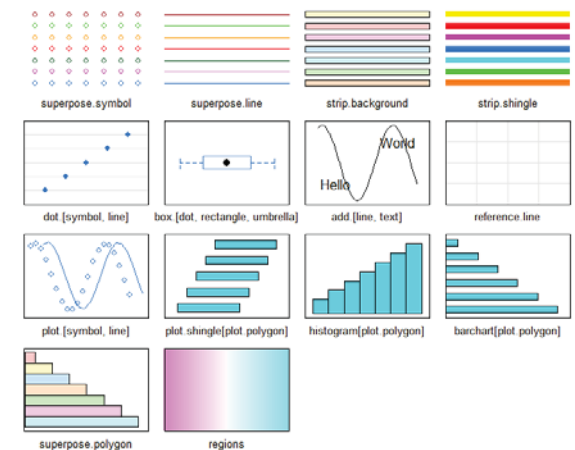 superpose.symbol
superpose.line
strip.background
strip.shingle
World
Hello
dot.[symbol, line]
box.[dot, rectangle, umbrella]
add.[line, text]
reference.line
plot.[symbol, line]
plot.shingle[plot.polygon]
histogram[plot.polygon]
barchart[plot.polygon]
superpose.polygon
regions